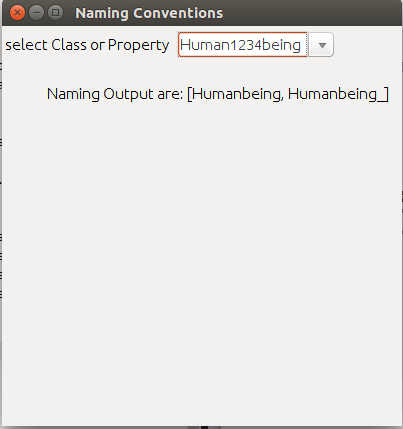 Naming Conventions
select Class or Property Human1234being
Naming Output are: [Humanbeing, Humanbeing_]